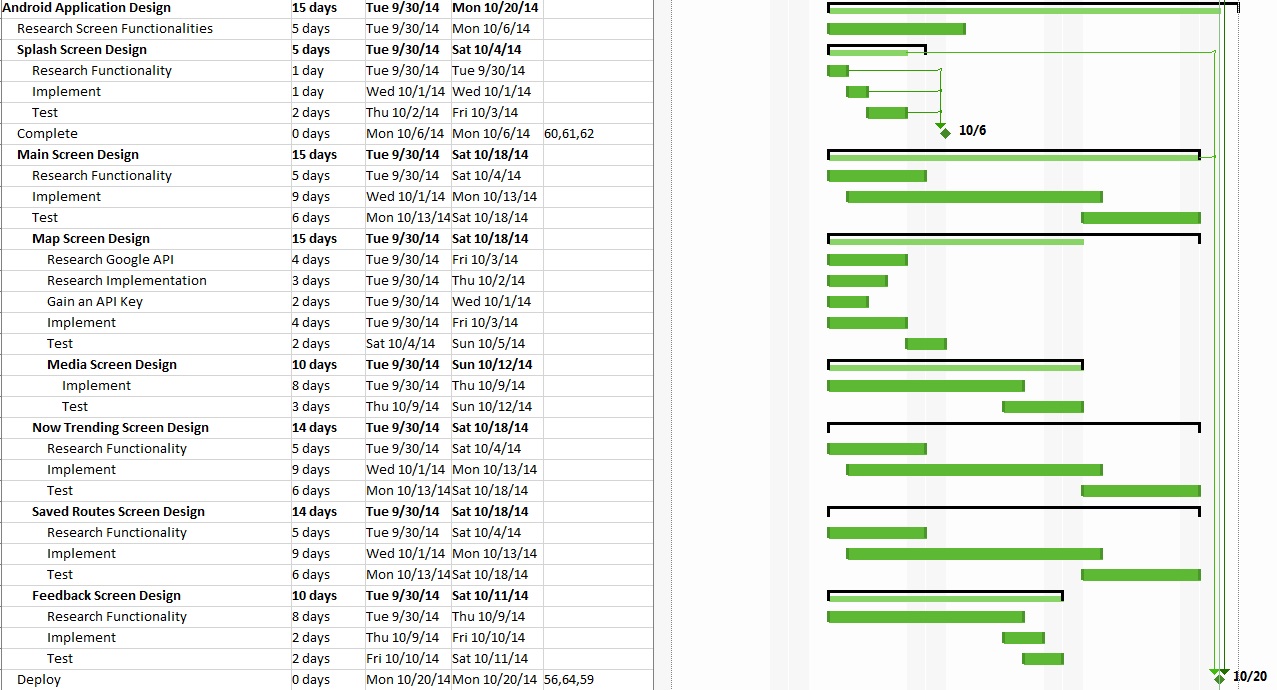 Android Application Design 15 days Tue 9/30/14 Mon 10/20/14
Research Screen Functionalities 5 days Tue 9/30/14 Mon 10/6/14
Splash Screen Design 5 days Tue 9/30/14 Sat 10/4/14
Research Functionality 1 day Tue 9/30/14 Tue 9/30/14
Implement 1 day Wed 10/1/14 Wed 10/1/14
Test 2 days Thu 10/2/14 Fri 10/3/14
Complete 0 days Mon 10/6/14 Mon 10/6/14 60,61,62 10/6
Main Screen Design 15 days Tue 9/30/14 Sat 10/18/14
Research Functionality 5 days Tue 9/30/14 Sat 10/4/14
Implement 9 days Wed 10/1/14 Mon 10/13/14
Test 6 days Mon 10/13/14 Sat 10/18/14
Map Screen Design 15 days Tue 9/30/14 Sat 10/18/14
Research Google API 4 days Tue 9/30/14 Fri 10/3/14
Research Implementation 3 days Tue 9/30/14 Thu 10/2/14
Gain an API Key 2 days Tue 9/30/14 Wed 10/1/14
Implement 4 days Tue 9/30/14 Fri 10/3/14
Test 2 days Sat 10/4/14 Sun 10/5/14
Media Screen Design 10 days Tue 9/30/14 Sun 10/12/14
Implement 8 days Tue 9/30/14 Thu 10/9/14
Test 3 days Thu 10/9/14 Sun 10/12/14
Now Trending Screen Design 14 days Tue 9/30/14 Sat 10/18/14
Research Functionality 5 days Tue 9/30/14 Sat 10/4/14
Implement 9 days Wed 10/1/14 Mon 10/13/14
Test 6 days Mon 10/13/14 Sat 10/18/14
Saved Routes Screen Design 14 days Tue 9/30/14 Sat 10/18/14
Research Functionality 5 days Tue 9/30/14 Sat 10/4/14
Implement 9 days Wed 10/1/14 Mon 10/13/14
Test 6 days Mon 10/13/14 Sat 10/18/14
Feedback Screen Design 10 days Tue 9/30/14 Sat 10/11/14
Research Functionality 8 days Tue 9/30/14 Thu 10/9/14
Implement 2 days Thu 10/9/14 Fri 10/10/14
Test 2 days Fri 10/10/14 Sat 10/11/14
Deploy 0 days Mon 10/20/14 Mon 10/20/14 56,64,59 10/20